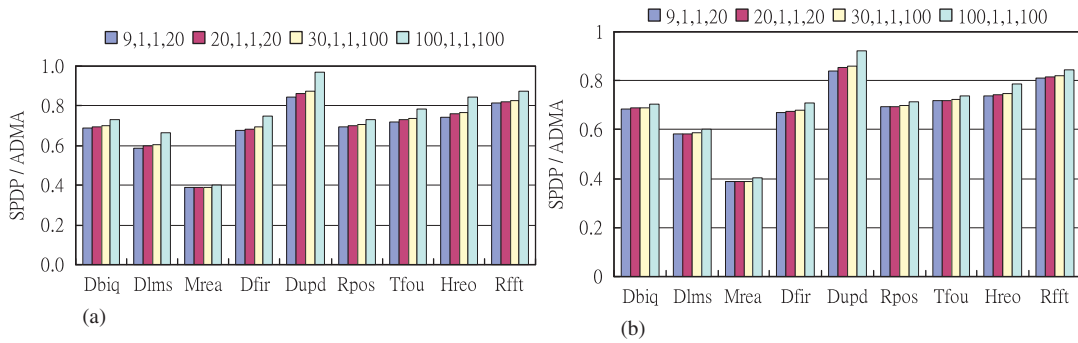 9,1,1,20 20,1,1,20 30,1,1,100 100,1,1,100
SPDP / ADMA
1.0
0.8
0.6
0.4
0.2
0.0
Dbiq Dlms Mrea Dfir Dupd Rpos Tfou Hreo Rfft
(a)
9,1,1,20 20,1,1,20 30,1,1,100 100,1,1,100
SPDP / ADMA
1
0.8
0.6
0.4
0.2
0
Dbiq Dlms Mrea Dfir Dupd Rpos Tfou Hreo Rfft
(b)